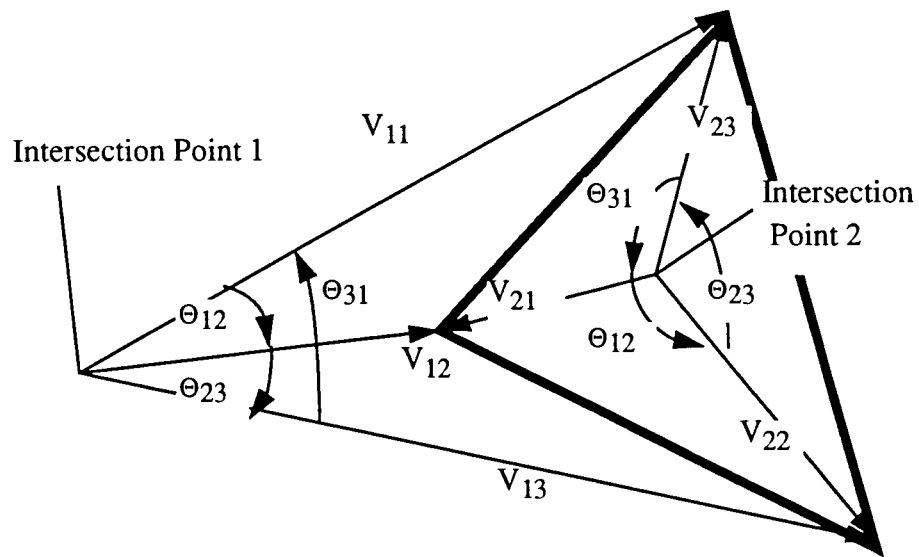 V₁₁
V₂₃
Intersection Point 1
Θ₃₁
Intersection
Point 2
Θ₁₂
Θ₃₁
V₂₁
Θ₂₃
Θ₁₂
V₁₂
Θ₂₃
V₂₂
V₁₃